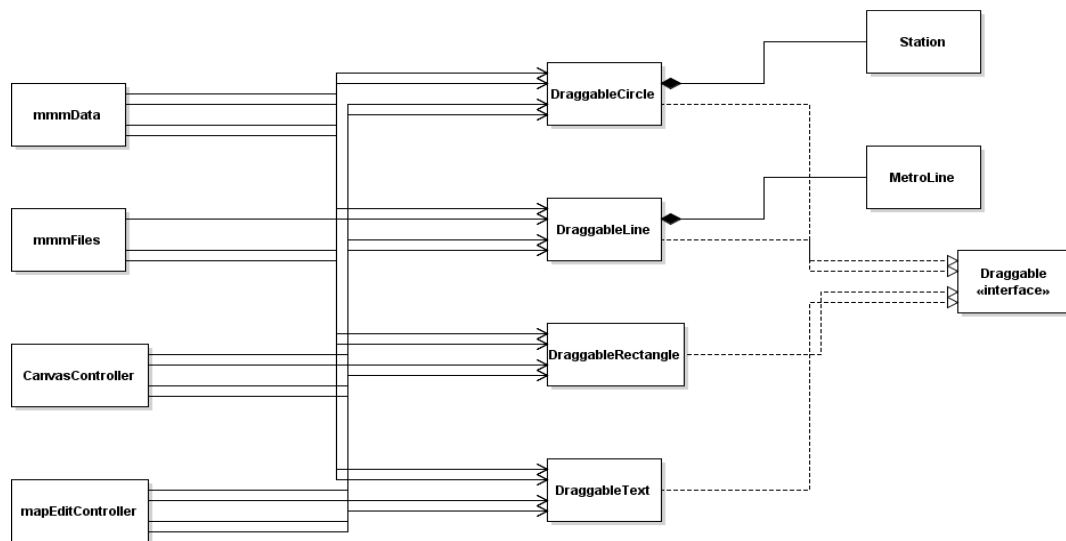 Station
mmmData
DraggableCircle
MetroLine
mmmFiles
DraggableLine
Draggable
«interface»
CanvasController
DraggableRectangle
mapEditController
DraggableText